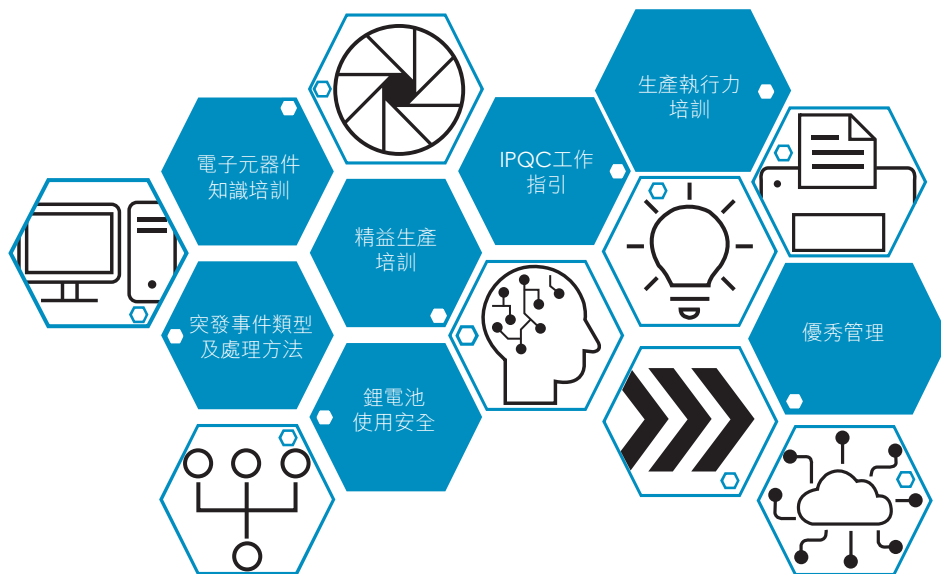 生產執行力
培訓
電子元器件
知識培訓
IPQC工作
指引
精益生產
培訓
突發事件類型
及處理方法
優秀管理
鋰電池
使用安全